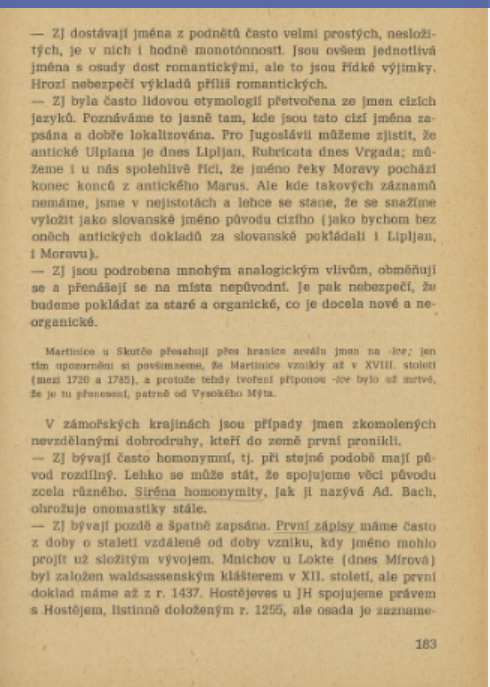 — ZJ dostávají jména z podnětů často velmi prostých, nesloži-
tých, je v nich i hodně monotónnosti. Jsou ovšem jednotlivá
jména s osudy dost romantickými, ale to jsou řídké výjimky.
Hrozí nebezpečí výkladů příliš romantických.
— ZJ byla často lidovou etymologií přetvořena ze jmen cizích
jazyků. Poznáváme to jasně tam, kde jsou tato cizí jména za-
psána a dobře lokalizována. Pro Jugoslávii můžeme zjistit, že
antické Ulpiana je dnes Lipljan, Rubricata dnes Vrgada; mů-
žeme i u nás spolehlivě říci, že jméno řeky Moravy pochází
konec konců z antického Marus. Ale kde takových záznamů
nemáme, jsme v nejistotách a lehce se stane, že se snažíme
vyložit jako slovanské jméno původu cizího (jako bychom bez
oněch antických dokladů za slovanské pokládali i Lipljan,
i Moravu).
— ZJ jsou podrobena mnohým analogickým vlivům, obměňují
se a přenášejí se na místa nepůvodní. Je pak nebezpečí, že
budeme pokládat za staré a organické, co je docela nové a ne-
organické.
Martinice u Skutče přesahují přes hranice areálu jmen na -ice; jen
tím upozorněni si povšimneme, že Martinice vznikly až v XVIII. století
(mezi 1720 a 1785), a protože tehdy tvoření příponou -ice bylo už mrtvé,
že je tu přenesení, patrně od Vysokého Mýta.
V zámořských krajinách jsou případy jmen zkomolených
nevzdělanými dobrodruhy, kteří do země první pronikli.
— ZJ bývají často homonymní, tj. při stejné podobě mají pů-
vod rozdílný. Lehko se může stát, že spojujeme věci původu
zcela různého. Siréna homonymity, jak ji nazývá Ad. Bach,
ohrožuje onomastiky stále.
— ZJ bývají pozdě a špatně zapsána. První zápisy máme často
z doby o staletí vzdálené od doby vzniku, kdy jméno mohlo
projít už složitým vývojem. Mnichov u Lokte (dnes Mírová)
byl založen waldsassenským klášterem v XII. století, ale první
doklad máme až z r. 1437. Hostějeves u JH spojujeme právem
s Hostějem, listinně doloženým r. 1255, ale osada je zazname-
183